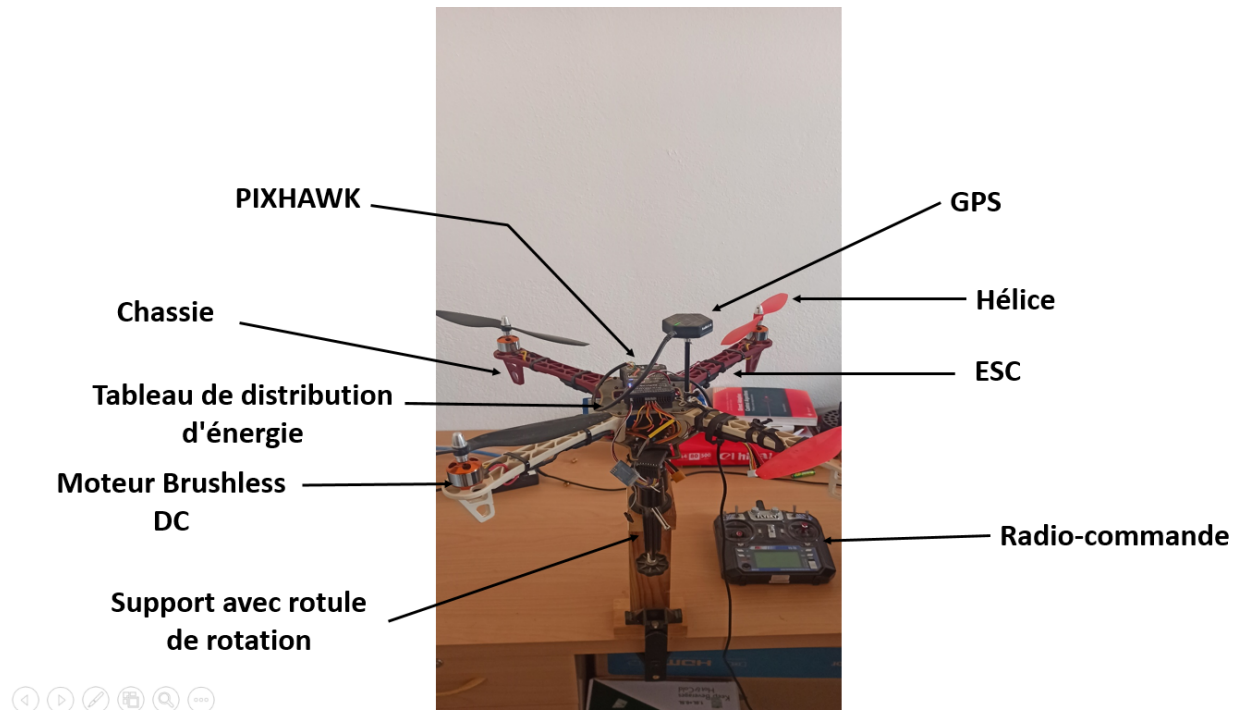 PIXHAWK
GPS
Hélice
Chassie
ESC
Tableau de distribution
d'énergie
Moteur Brushless
DC
Radio-commande
Support avec rotule
de rotation